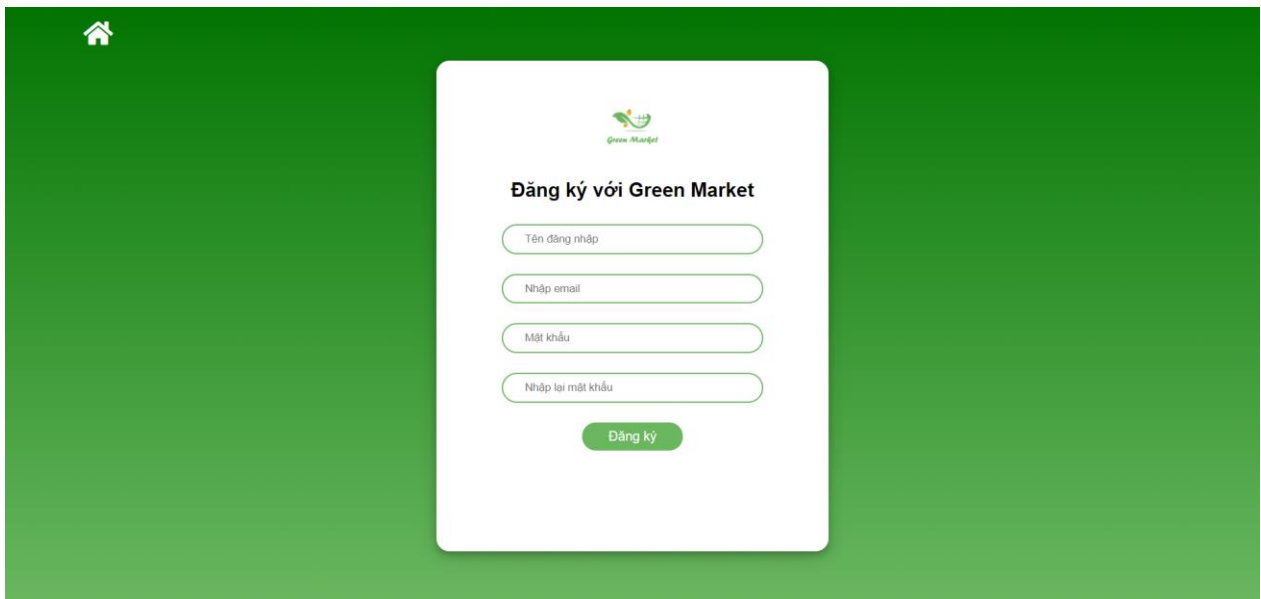 Green Market
Đăng ký với Green Market
Tên đăng nhập
Nhập email
Mật khẩu
Nhập lại mật khẩu
Đăng ký